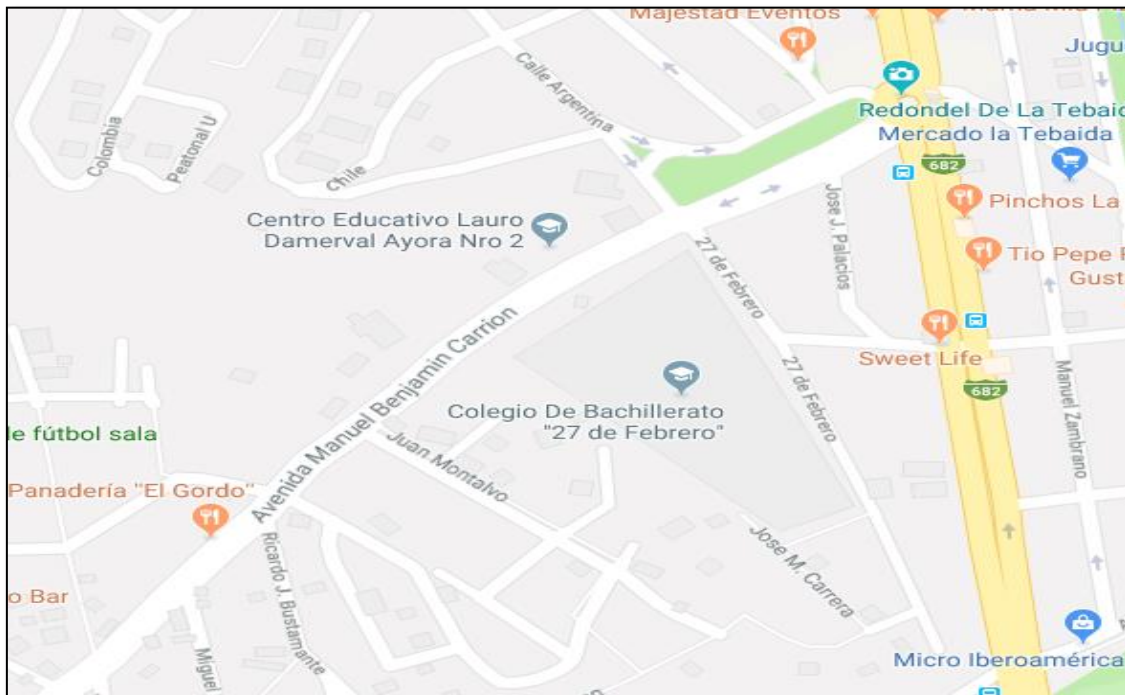 Majestad Eventos
Jugu
Calle Argentina
Redondel De La Tebaid
Mercado la Tebaida
Colombia
Peatonal U
Chile
682
Pinchos La
Jose J. Palacios
Centro Educativo Lauro
Damerval Ayora Nro 2
27 de Febrero
Tio Pepe
Gust
Sweet Life
Avenida Manuel Benjamin Carrion
27 de Febrero
682
Manuel Zambrano
Colegio De Bachillerato
"27 de Febrero"
le fútbol sala
Juan Montalvo
Panadería "El Gordo"
Ricardo J. Bustamante
Jose M. Carrera
o Bar
Miguel
Micro Iberoamérica